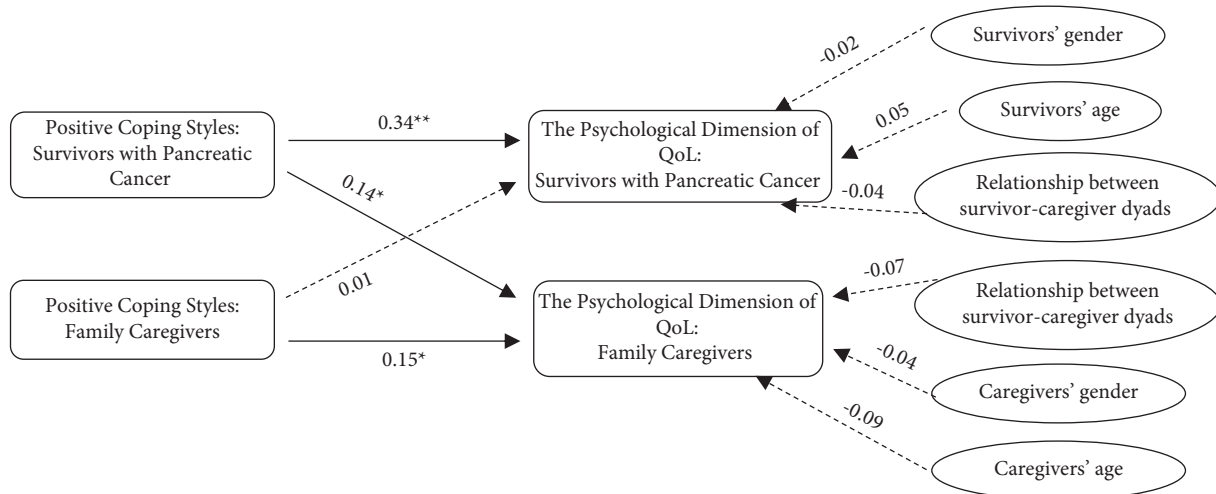 Positive Coping Styles:
Survivors with Pancreatic
Cancer
Positive Coping Styles:
Family Caregivers
0.34**
0.14*
0.01
0.15*
The Psychological Dimension of
QoL:
Survivors with Pancreatic Cancer
The Psychological Dimension of
QoL:
Family Caregivers
-0.02
0.05
-0.04
-0.07
-0.04
-0.09
Survivors’ gender
Survivors’ age
Relationship between
survivor-caregiver dyads
Relationship between
survivor-caregiver dyads
Caregivers’ gender
Caregivers’ age